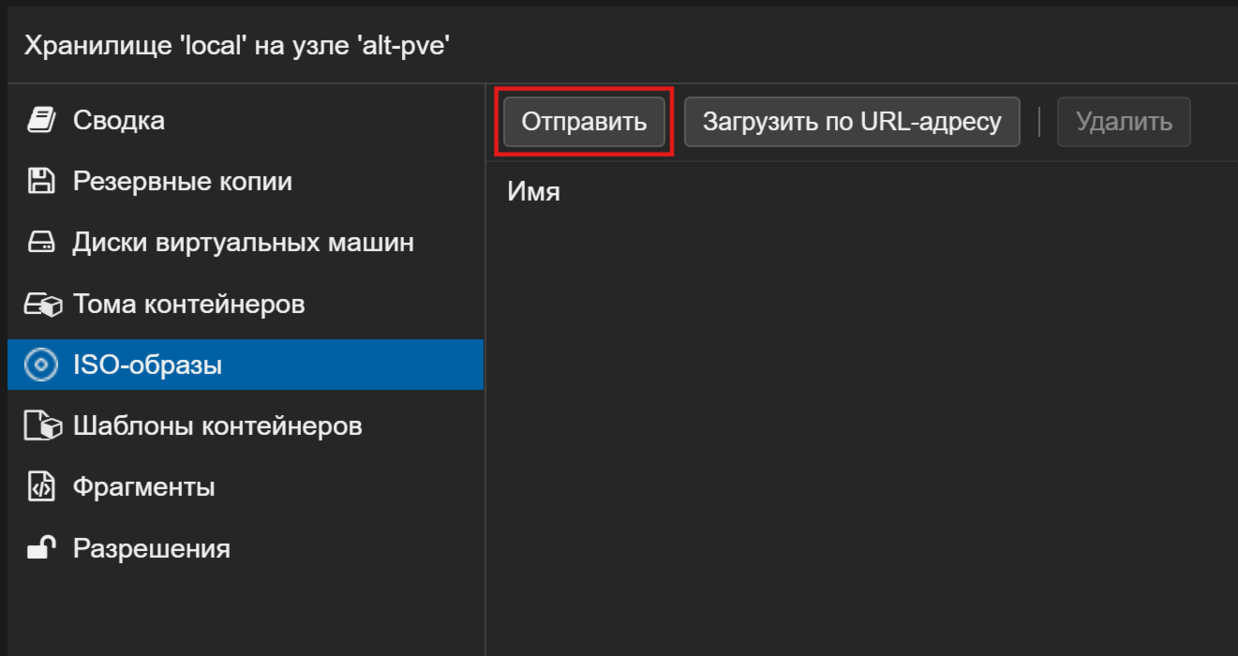 Хранилище 'local' на узле 'alt-pve'
Сводка
Резервные копии
Диски виртуальных машин
Тома контейнеров
ISO-образы
Шаблоны контейнеров
Фрагменты
Разрешения
Отправить
Загрузить по URL-адресу
Удалить
Имя